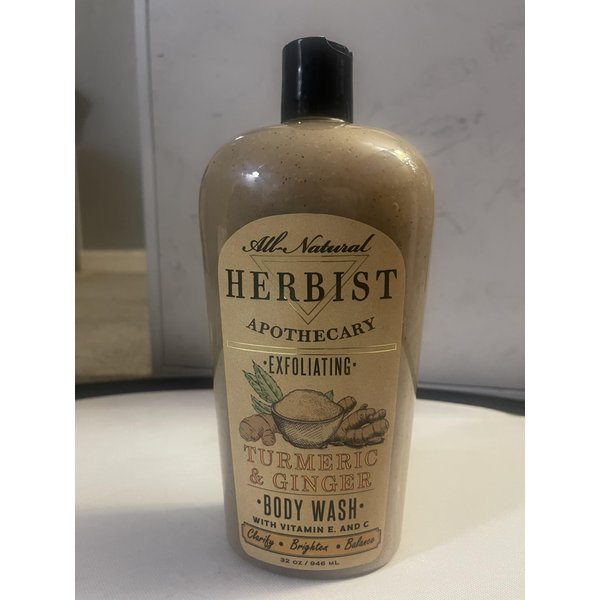 All-Natural
HERBIST
APOTHECARY
•EXFOLIATING•
TURMERIC
& GINGER
•BODY WASH•
WITH VITAMIN E. AND C
Clarify • Brighten • Balance
32 OZ / 946 ML